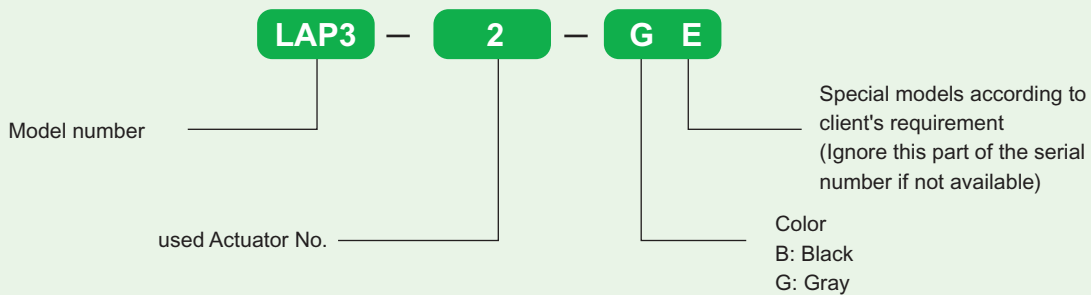 LAP3 — 2 — G E
Model number
used Actuator No.
Special models according to
client's requirement
(Ignore this part of the serial
number if not available)
Color
B: Black
G: Gray